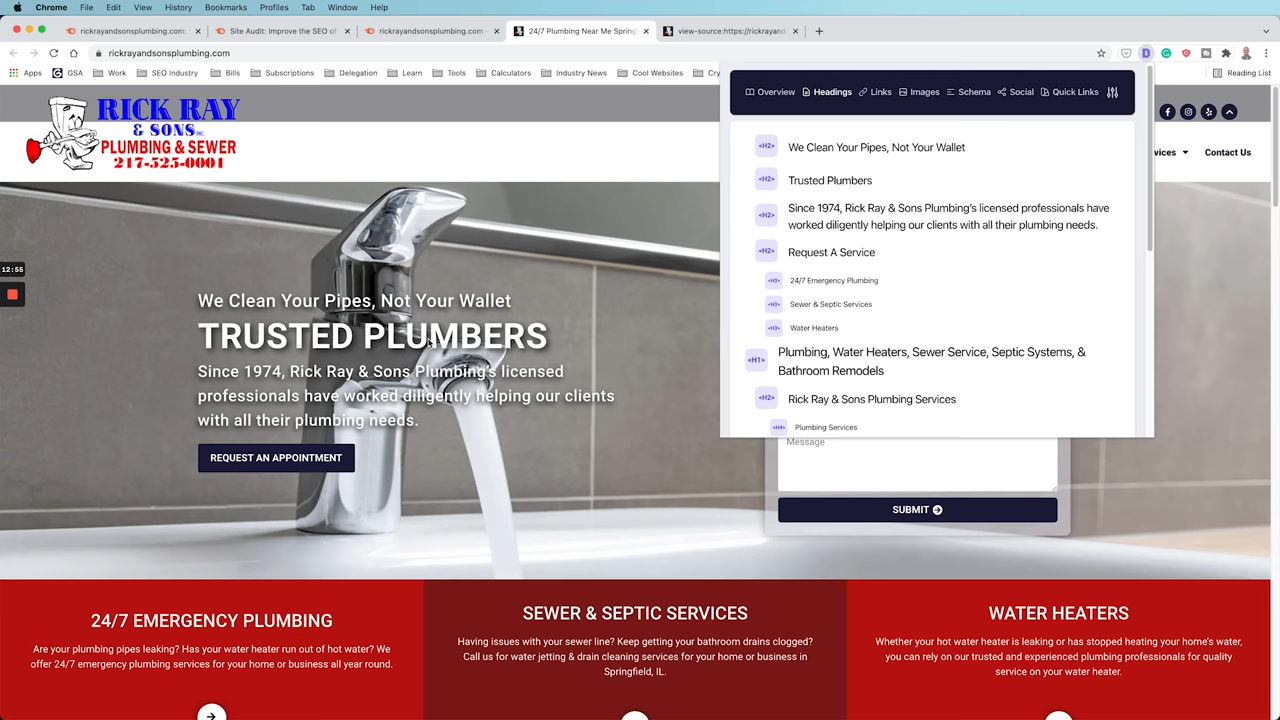 Chrome File Edit View History Bookmarks Profiles Tab Window Help
rickrayandsonsplumbing.com
Site Audit: Improve the SEO of
rickrayandsonsplumbing.com -
24/7 Plumbing Near Me Spring
view-source:https://rickrayand
rickrayandsonsplumbing.com
Apps GSA Work SEO Industry Bills Subscriptions Delegation Learn Tools Calculators Industry News Cool Websites Cry Reading List
RICK RAY
& SONS INC.
PLUMBING & SEWER
217-525-0001
vices Contact Us
Overview Headings Links Images Schema Social Quick Links
<H2> We Clean Your Pipes, Not Your Wallet
<H2> Trusted Plumbers
<H2> Since 1974, Rick Ray & Sons Plumbing's licensed professionals have
worked diligently helping our clients with all their plumbing needs.
<H2> Request A Service
<H3> 24/7 Emergency Plumbing
<H3> Sewer & Septic Services
<H3> Water Heaters
<H1> Plumbing, Water Heaters, Sewer Service, Septic Systems, &
Bathroom Remodels
<H2> Rick Ray & Sons Plumbing Services
<H4> Plumbing Services
12:55
We Clean Your Pipes, Not Your Wallet
TRUSTED PLUMBERS
Since 1974, Rick Ray & Sons Plumbing's licensed
professionals have worked diligently helping our clients
with all their plumbing needs.
REQUEST AN APPOINTMENT
Message
SUBMIT
24/7 EMERGENCY PLUMBING
Are your plumbing pipes leaking? Has your water heater run out of hot water? We
offer 24/7 emergency plumbing services for your home or business all year round.
SEWER & SEPTIC SERVICES
Having issues with your sewer line? Keep getting your bathroom drains clogged?
Call us for water jetting & drain cleaning services for your home or business in
Springfield, IL.
WATER HEATERS
Whether your hot water heater is leaking or has stopped heating your home's water,
you can rely on our trusted and experienced plumbing professionals for quality
service on your water heater.